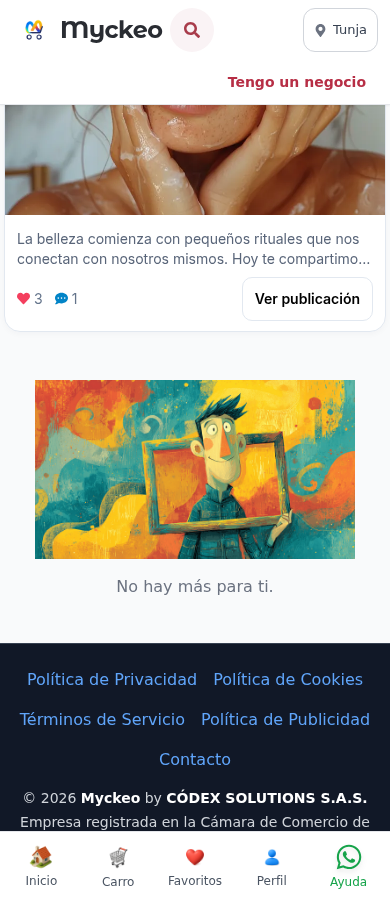 Myckeo
Tunja
Tengo un negocio
La belleza comienza con pequeños rituales que nos
conectan con nosotros mismos. Hoy te compartimo...
3 1
Ver publicación
No hay más para ti.
Política de Privacidad Política de Cookies
Términos de Servicio Política de Publicidad
Contacto
© 2026 Myckeo by CÓDEX SOLUTIONS S.A.S.
Empresa registrada en la Cámara de Comercio de
Inicio Carro Favoritos Perfil Ayuda